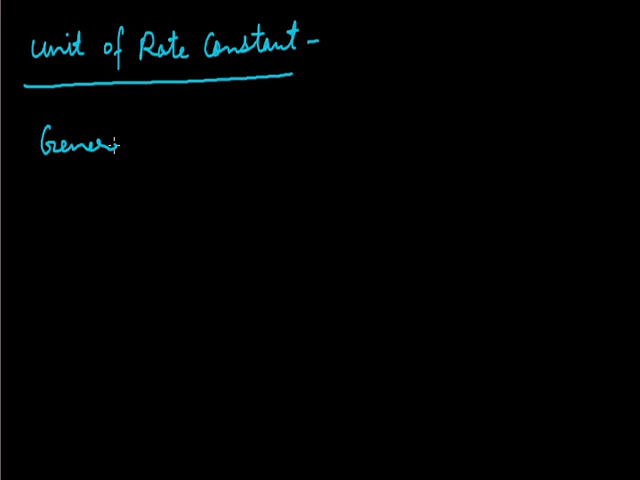 Unit of Rate Constant -
Gener